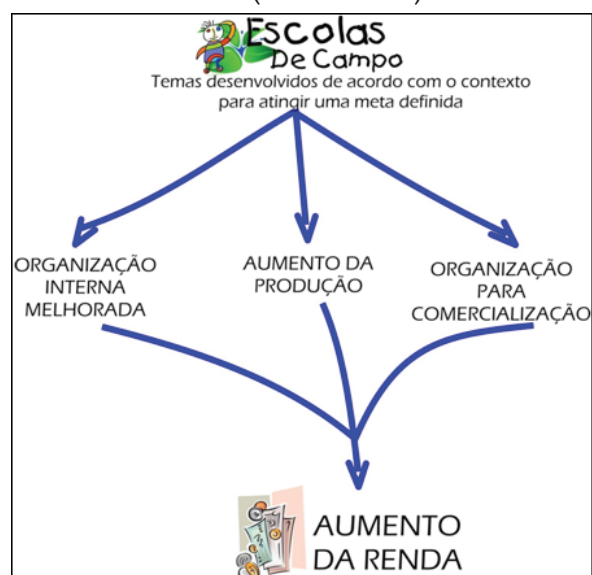 Escolas
De Campo
Temas desenvolvidos de acordo com o contexto
para atingir uma meta definida
ORGANIZAÇÃO
INTERNA
MELHORADA
AUMENTO DA
PRODUÇÃO
ORGANIZAÇÃO
PARA
COMERCIALIZAÇÃO
AUMENTO
DA RENDA